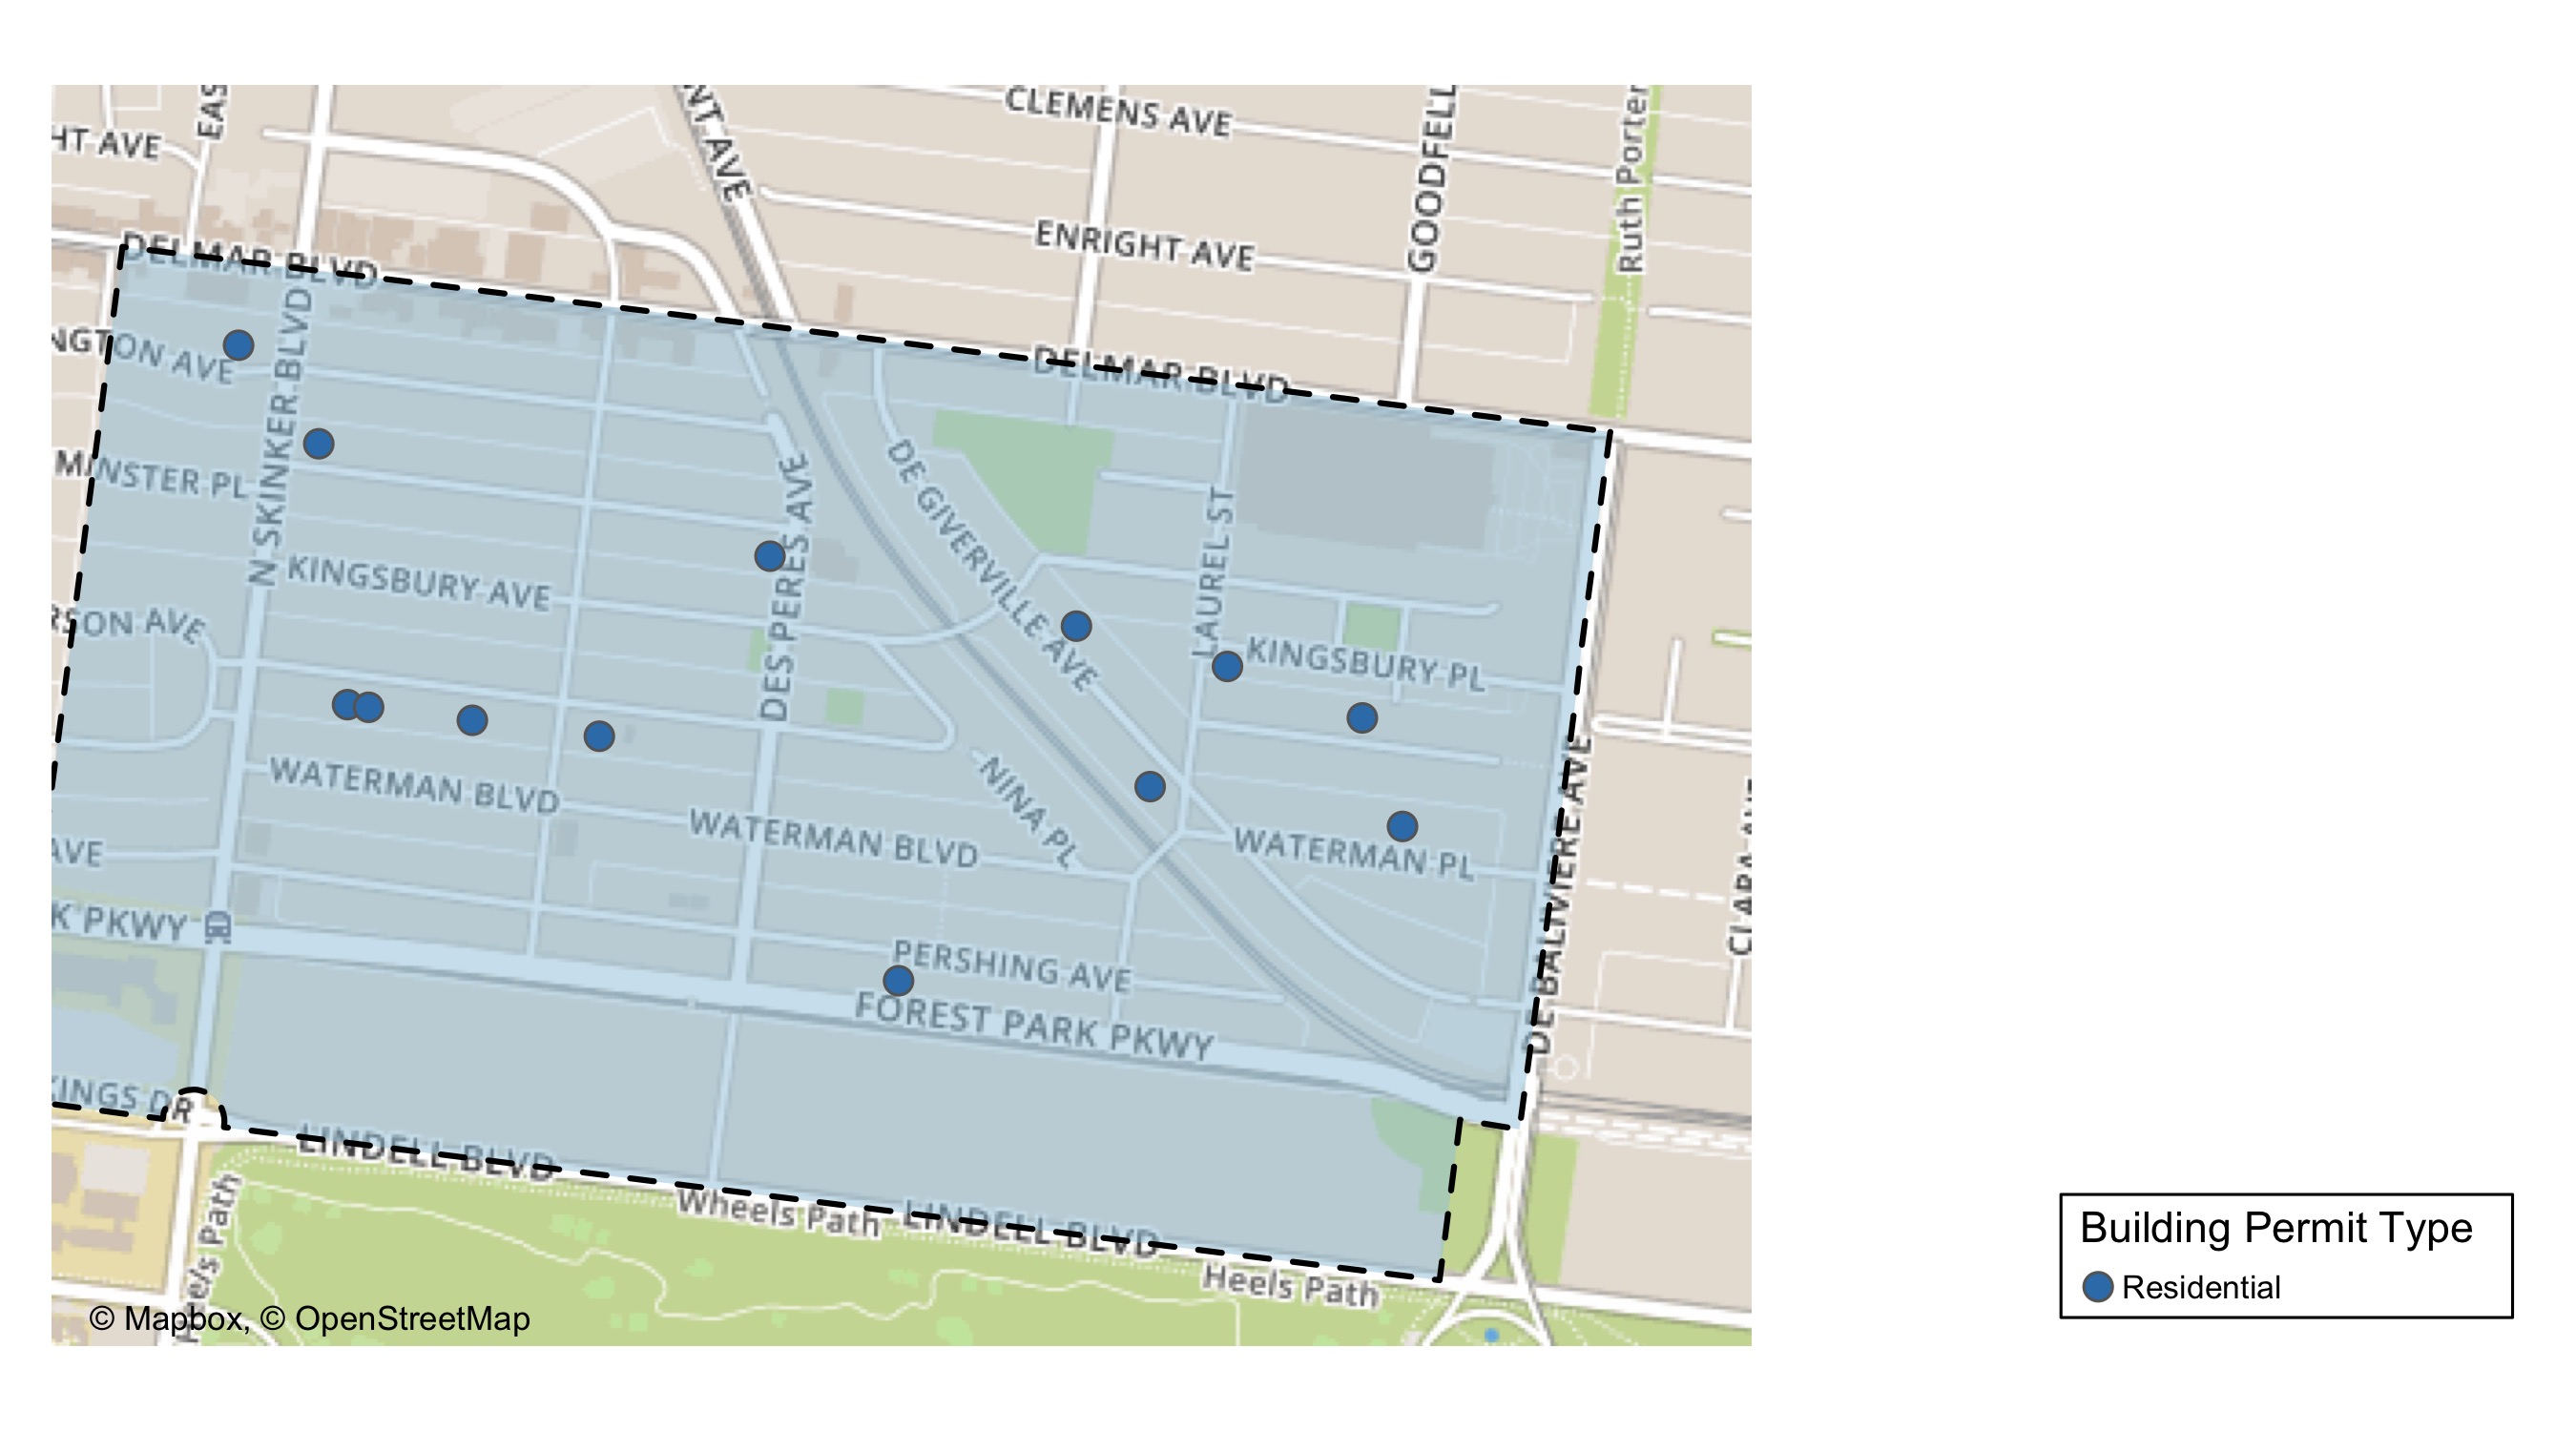 EAS
NT AVE
CLEMENS AVE
GOODFELL
Ruth Porter
HT AVE
ENRIGHT AVE
DELMAR BLVD
NGTON AVE
N SKINKER BLVD
DELMAR BLVD
MINSTER PL
DE GIVERVILLE AVE
DES PERES AVE
LAUREL ST
KINGSBURY AVE
RSON AVE
KINGSBURY PL
WATERMAN BLVD
WATERMAN BLVD
NINA PL
WATERMAN PL
DE BALIVIERE AVE
CLARA AVE
AVE
K PKWY
PERSHING AVE
FOREST PARK PKWY
KINGS DR
LINDELL BLVD
Wheels Path
LINDELL BLVD
Heels Path
Heels Path
© Mapbox, © OpenStreetMap
Building Permit Type
Residential